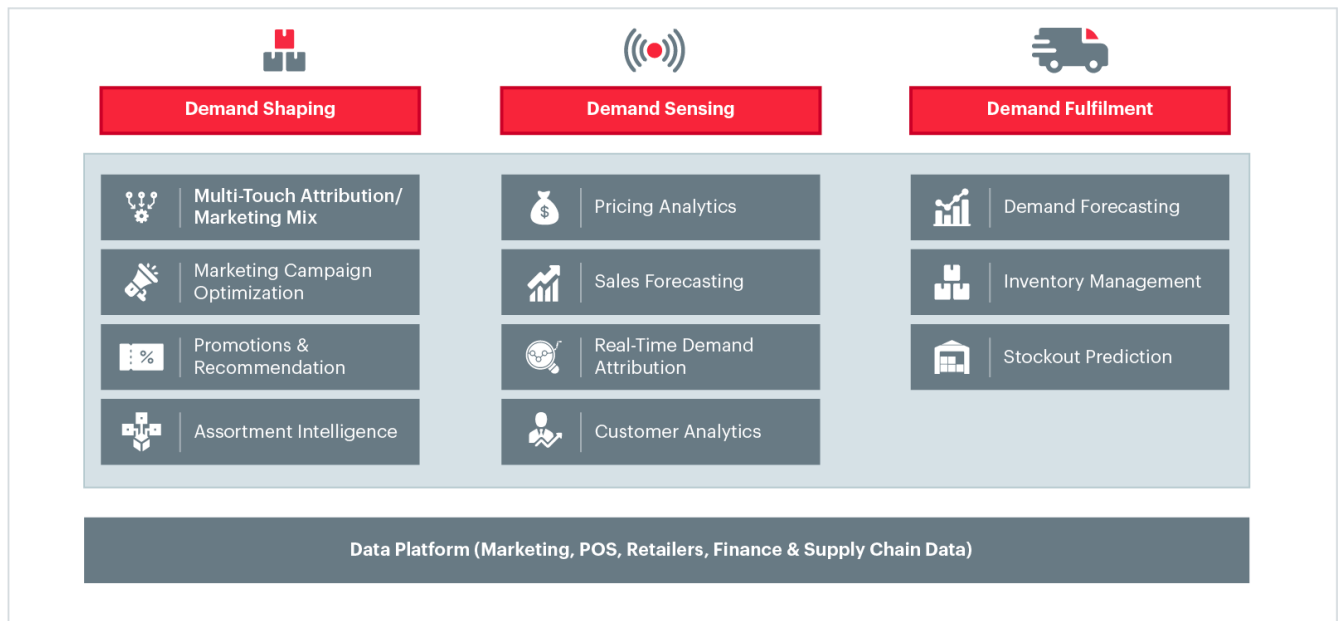 Demand Shaping
Demand Sensing
Demand Fulfilment
Multi-Touch Attribution/
Marketing Mix
Marketing Campaign
Optimization
%
Promotions &
Recommendation
Assortment Intelligence
$
Pricing Analytics
Sales Forecasting
Real-Time Demand
Attribution
Customer Analytics
Demand Forecasting
Inventory Management
Stockout Prediction
Data Platform (Marketing, POS, Retailers, Finance & Supply Chain Data)